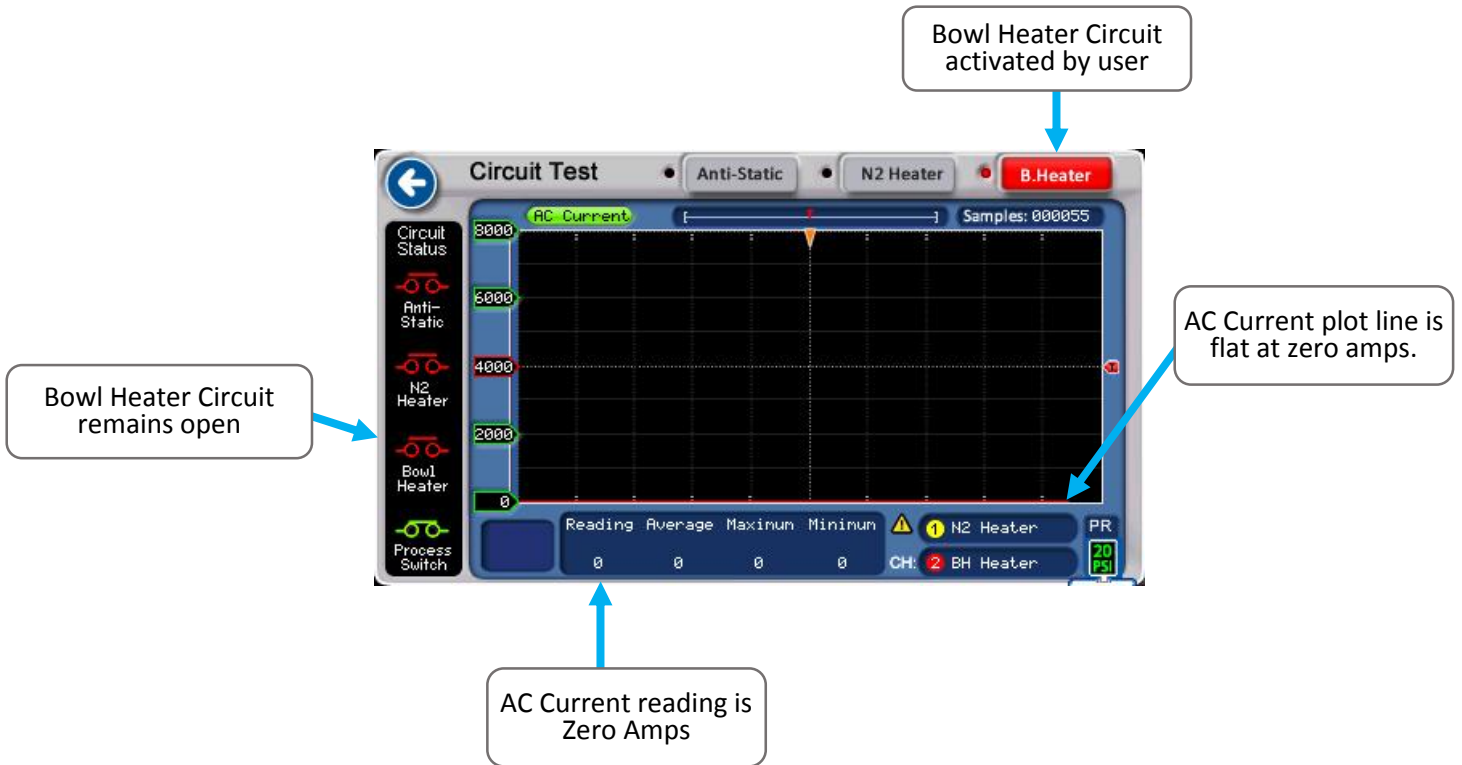 Bowl Heater Circuit
activated by user
Circuit Test
Anti-Static
N2 Heater
B.Heater
AC Current
[
]
Samples: 000055
Circuit
Status
Anti-
Static
N2
Heater
Bowl
Heater
Process
Switch
8000
6000
4000
2000
0
AC Current plot line is
flat at zero amps.
Bowl Heater Circuit
remains open
Reading Average Maximun Minimun
0 0 0 0
1 N2 Heater
CH: 2 BH Heater
PR
20
PSI
AC Current reading is
Zero Amps